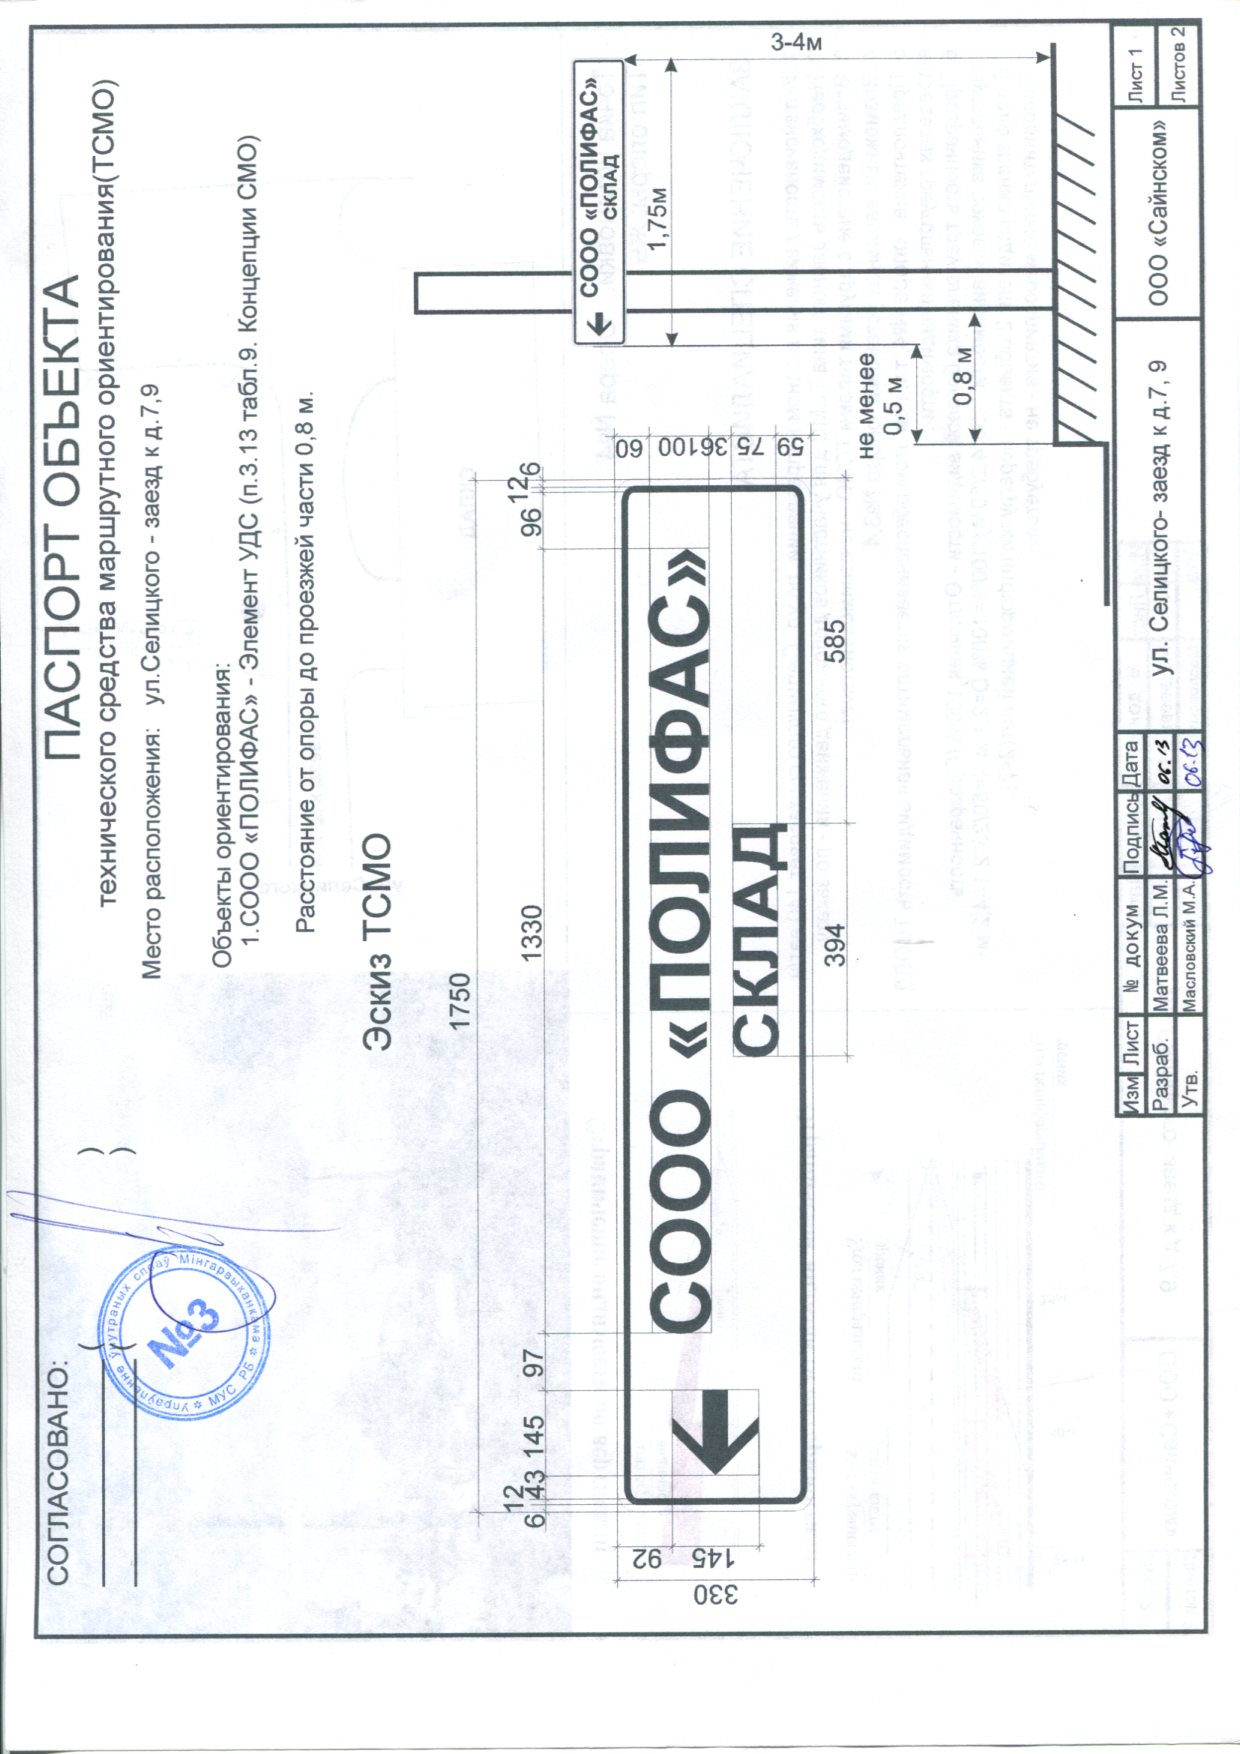 СОГЛАСОВАНО:
( )
( )
упраўленне ўнутраных спраў Мінгарвыканкама
МУС РБ
№3
ПАСПОРТ ОБЪЕКТА
технического средства маршрутного ориентирования(ТСМО)
Место расположения: ул.Селицкого - заезд к д.7,9
Объекты ориентирования:
1.СООО «ПОЛИФАС» - Элемент УДС (п.3.13 табл.9. Концепции СМО)
Расстояние от опоры до проезжей части 0,8 м.
Эскиз ТСМО
1750
6 12 43 145 97 1330 96 12 6
330
92 145
60 100 36 75 59
СООО «ПОЛИФАС»
СКЛАД
394 585
СООО «ПОЛИФАС»
СКЛАД
3-4м
1,75м
не менее
0,5 м
0,8 м
Изм Лист № докум Подпись Дата
Разраб. Матвеева Л.М. 06.13
Утв. Масловский М.А. 06.13
ул. Селицкого- заезд к д.7, 9
ООО «Сайнском»
Лист 1
Листов 2